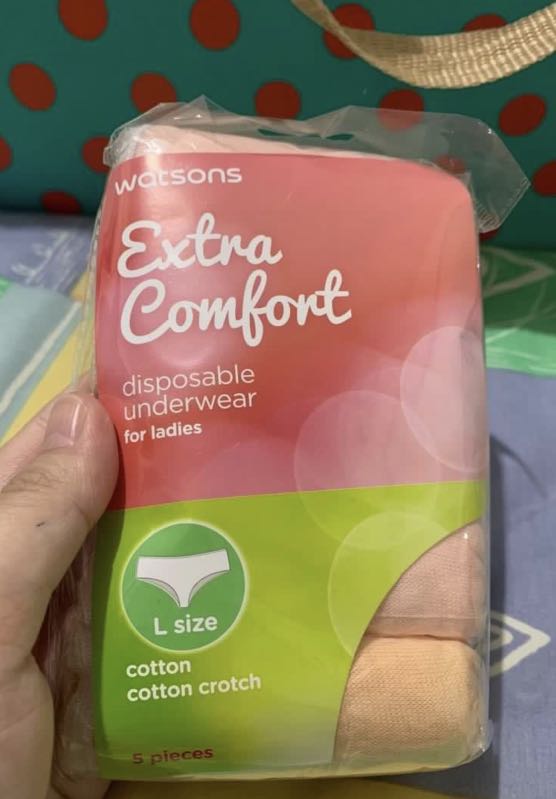 watsons
Extra
Comfort
disposable
underwear
for ladies
L size
cotton
cotton crotch
5 pieces